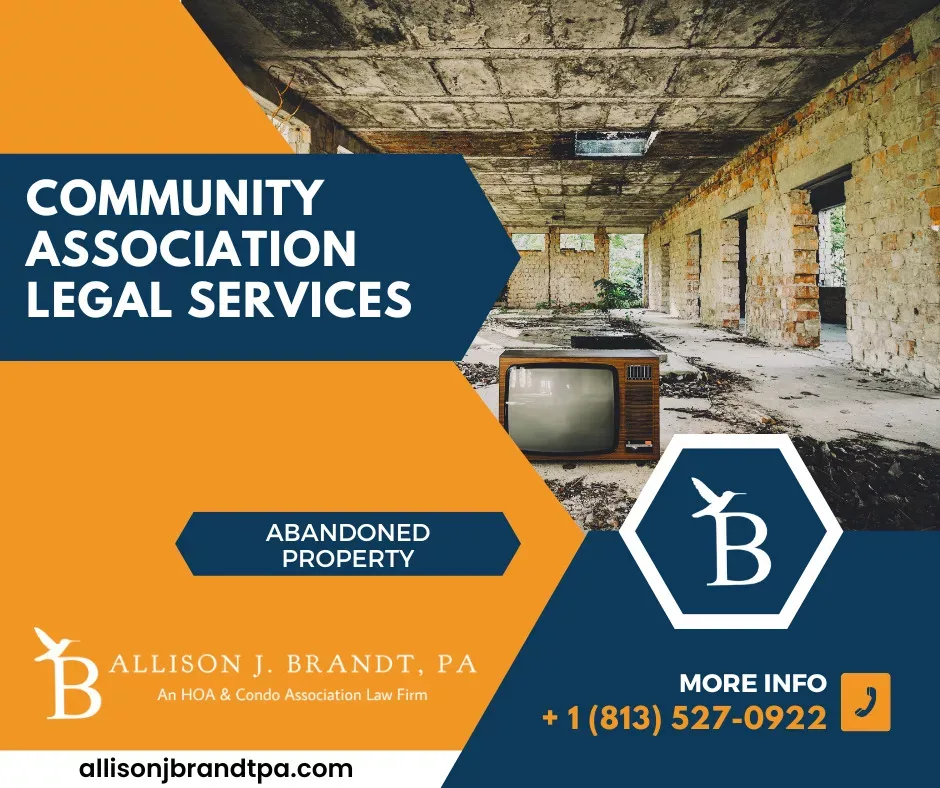 COMMUNITY
ASSOCIATION
LEGAL SERVICES
ABANDONED
PROPERTY
B
B ALLISON J. BRANDT, PA
An HOA & Condo Association Law Firm
MORE INFO
+ 1 (813) 527-0922
allisonjbrandtpa.com